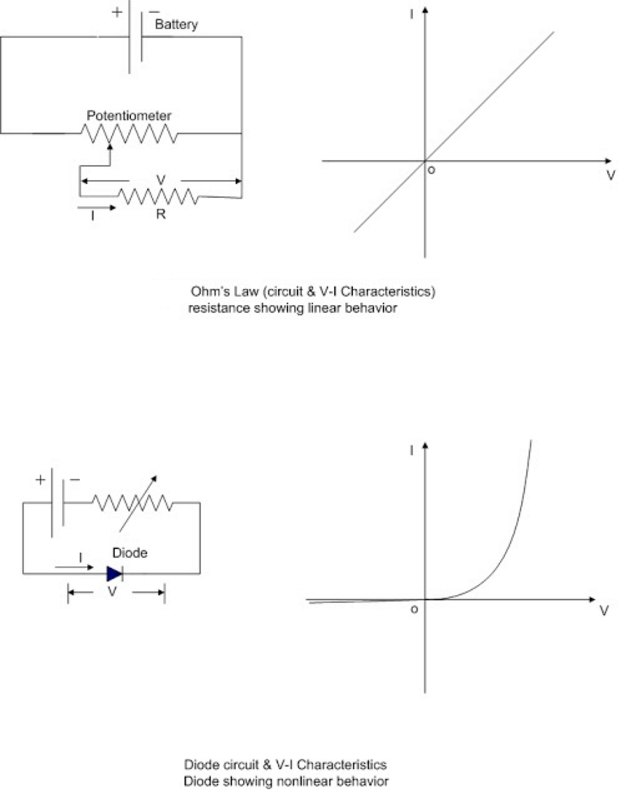 + − Battery
I
Potentiometer
V
I
R
O
V
Ohm's Law (circuit & V-I Characteristics)
resistance showing linear behavior
+ −
I
I
Diode
V
O
V
Diode circuit & V-I Characteristics
Diode showing nonlinear behavior